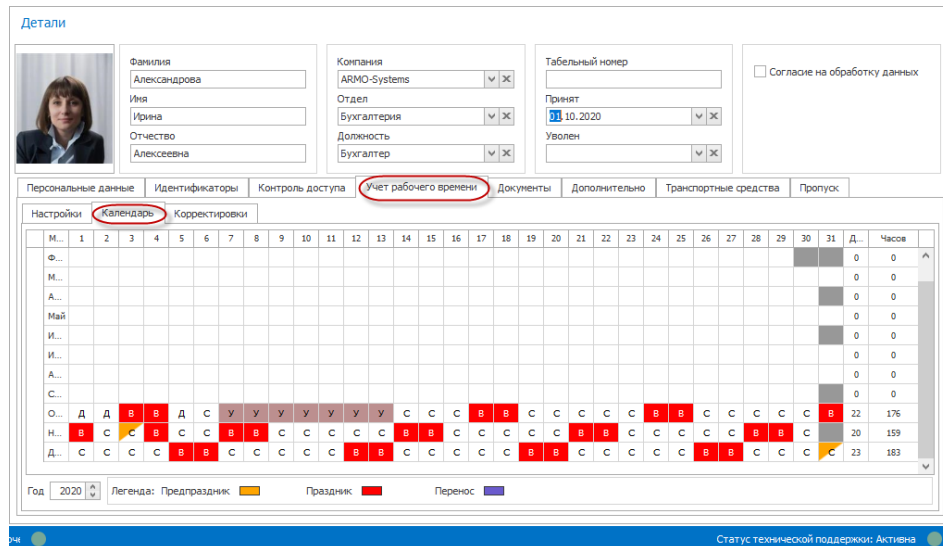 Детали
Фамилия
Александрова
Имя
Ирина
Отчество
Алексеевна
Компания
ARMO-Systems
Отдел
Бухгалтерия
Должность
Бухгалтер
Табельный номер
Принят
01.10.2020
Уволен
Согласие на обработку данных
Персональные данные Идентификаторы Контроль доступа Учет рабочего времени Документы Дополнительно Транспортные средства Пропуск
Настройки Календарь Корректировки
М... 1 2 3 4 5 6 7 8 9 10 11 12 13 14 15 16 17 18 19 20 21 22 23 24 25 26 27 28 29 30 31 Д... Часов
Ф... 0 0
М... 0 0
А... 0 0
Май 0 0
И... 0 0
И... 0 0
А... 0 0
С... 0 0
О... Д Д В В Д С У У У У У У У С С С В В С С С С С В В С С С С С В 22 176
Н... В С С В С С В В С С С С С В В С С С С С В В С С С С С В В С 20 159
Д... С С С С В В С С С С С В В С С С С С В В С С С С С В В С С С С 23 183
Год 2020 Легенда: Предпраздник Праздник Перенос
Статус технической поддержки: Активна